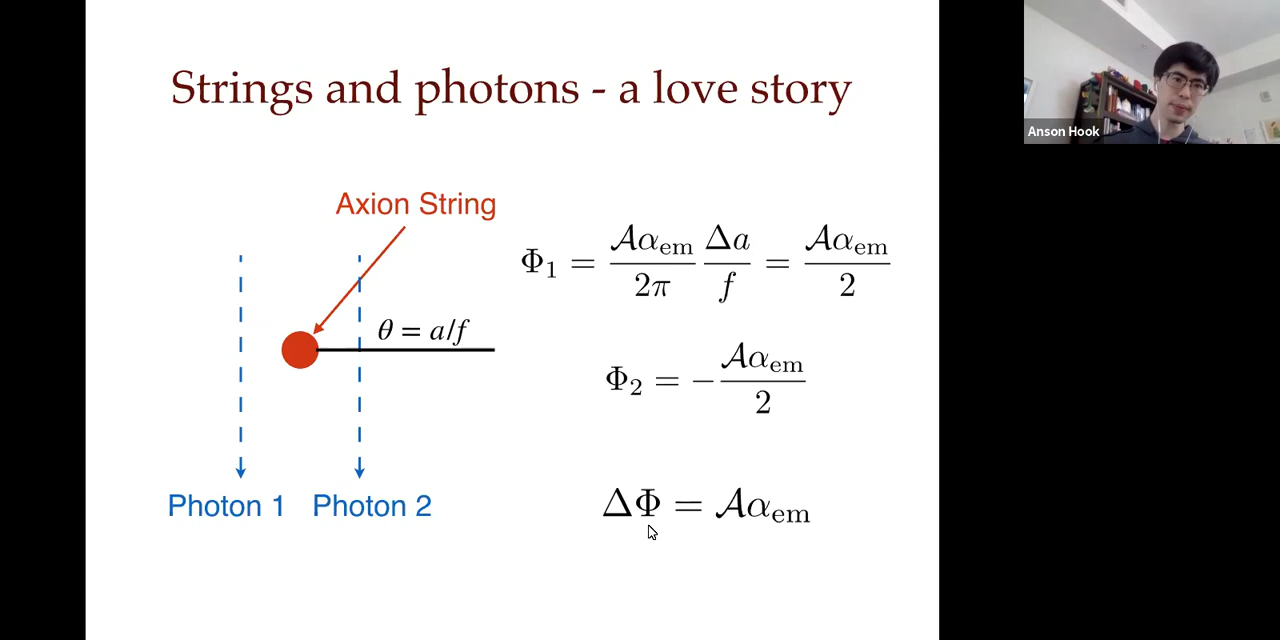 Strings and photons - a love story
Anson Hook
Axion String
θ = a/f
Photon 1 Photon 2
Φ₁ = 𝒜α_em/2π Δa/f = 𝒜α_em/2
Φ₂ = −𝒜α_em/2
ΔΦ = 𝒜α_em